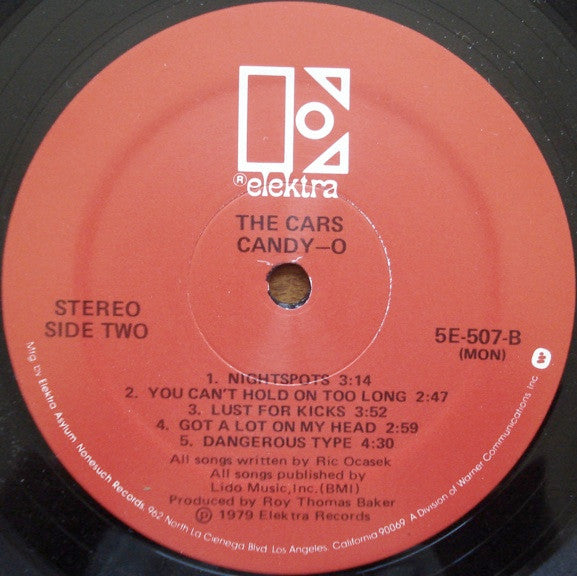 ® elektra
THE CARS
CANDY—O
STEREO
SIDE TWO
5E-507-B
(MON)
1. NIGHTSPOTS 3:14
2. YOU CAN'T HOLD ON TOO LONG 2:47
3. LUST FOR KICKS 3:52
4. GOT A LOT ON MY HEAD 2:59
5. DANGEROUS TYPE 4:30
All songs written by Ric Ocasek
All songs published by
Lido Music, Inc. (BMI)
Produced by Roy Thomas Baker
℗ 1979 Elektra Records
Mfg by Elektra Asylum Nonesuch Records, 962 North La Cienega Blvd. Los Angeles, California 90069 A Division of Warner Communications Inc.